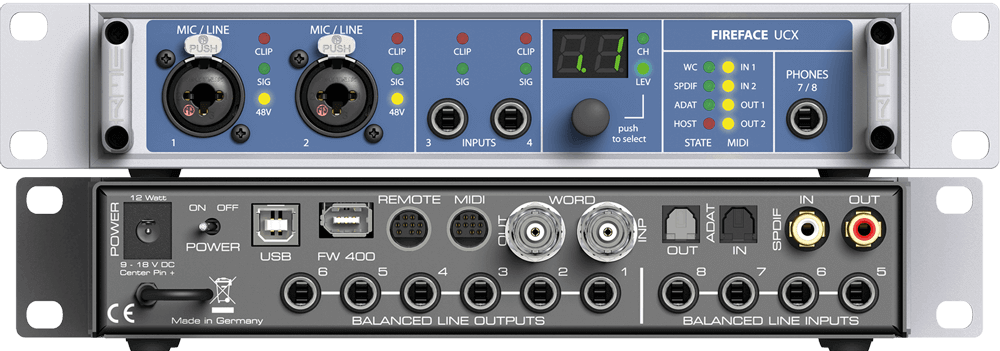 MIC / LINE
PUSH
CLIP
SIG
48V
1
MIC / LINE
PUSH
CLIP
SIG
48V
2
CLIP
SIG
CLIP
SIG
3 INPUTS 4
1.1
CH
LEV
push
to select
FIREFACE UCX
WC IN 1
SPDIF IN 2
ADAT OUT 1
HOST OUT 2
STATE MIDI
PHONES
7 / 8
POWER
12 Watt
9 - 18 V DC
Center Pin +
ON OFF
POWER
USB
FW 400
REMOTE
MIDI
WORD
OUT
INP
OUT
ADAT
IN
SPDIF
IN
OUT
CE
Made in Germany
6 5 4 3 2 1
BALANCED LINE OUTPUTS
8 7 6 5
BALANCED LINE INPUTS